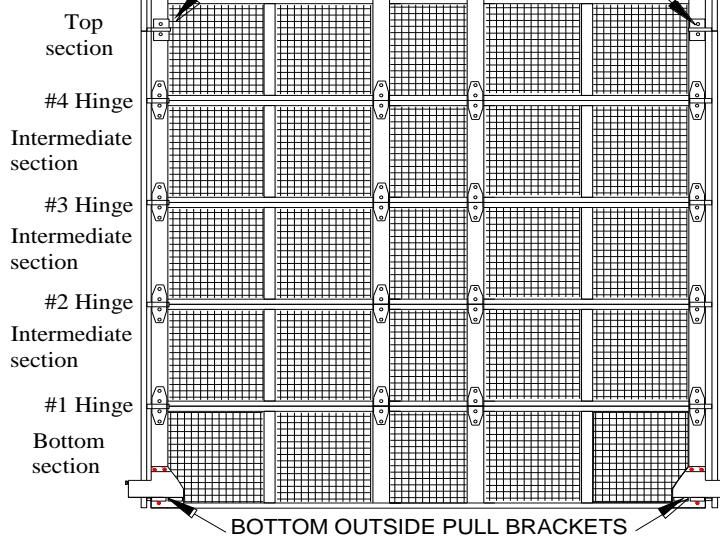 Top
section
#4 Hinge
Intermediate
section
#3 Hinge
Intermediate
section
#2 Hinge
Intermediate
section
#1 Hinge
Bottom
section
BOTTOM OUTSIDE PULL BRACKETS